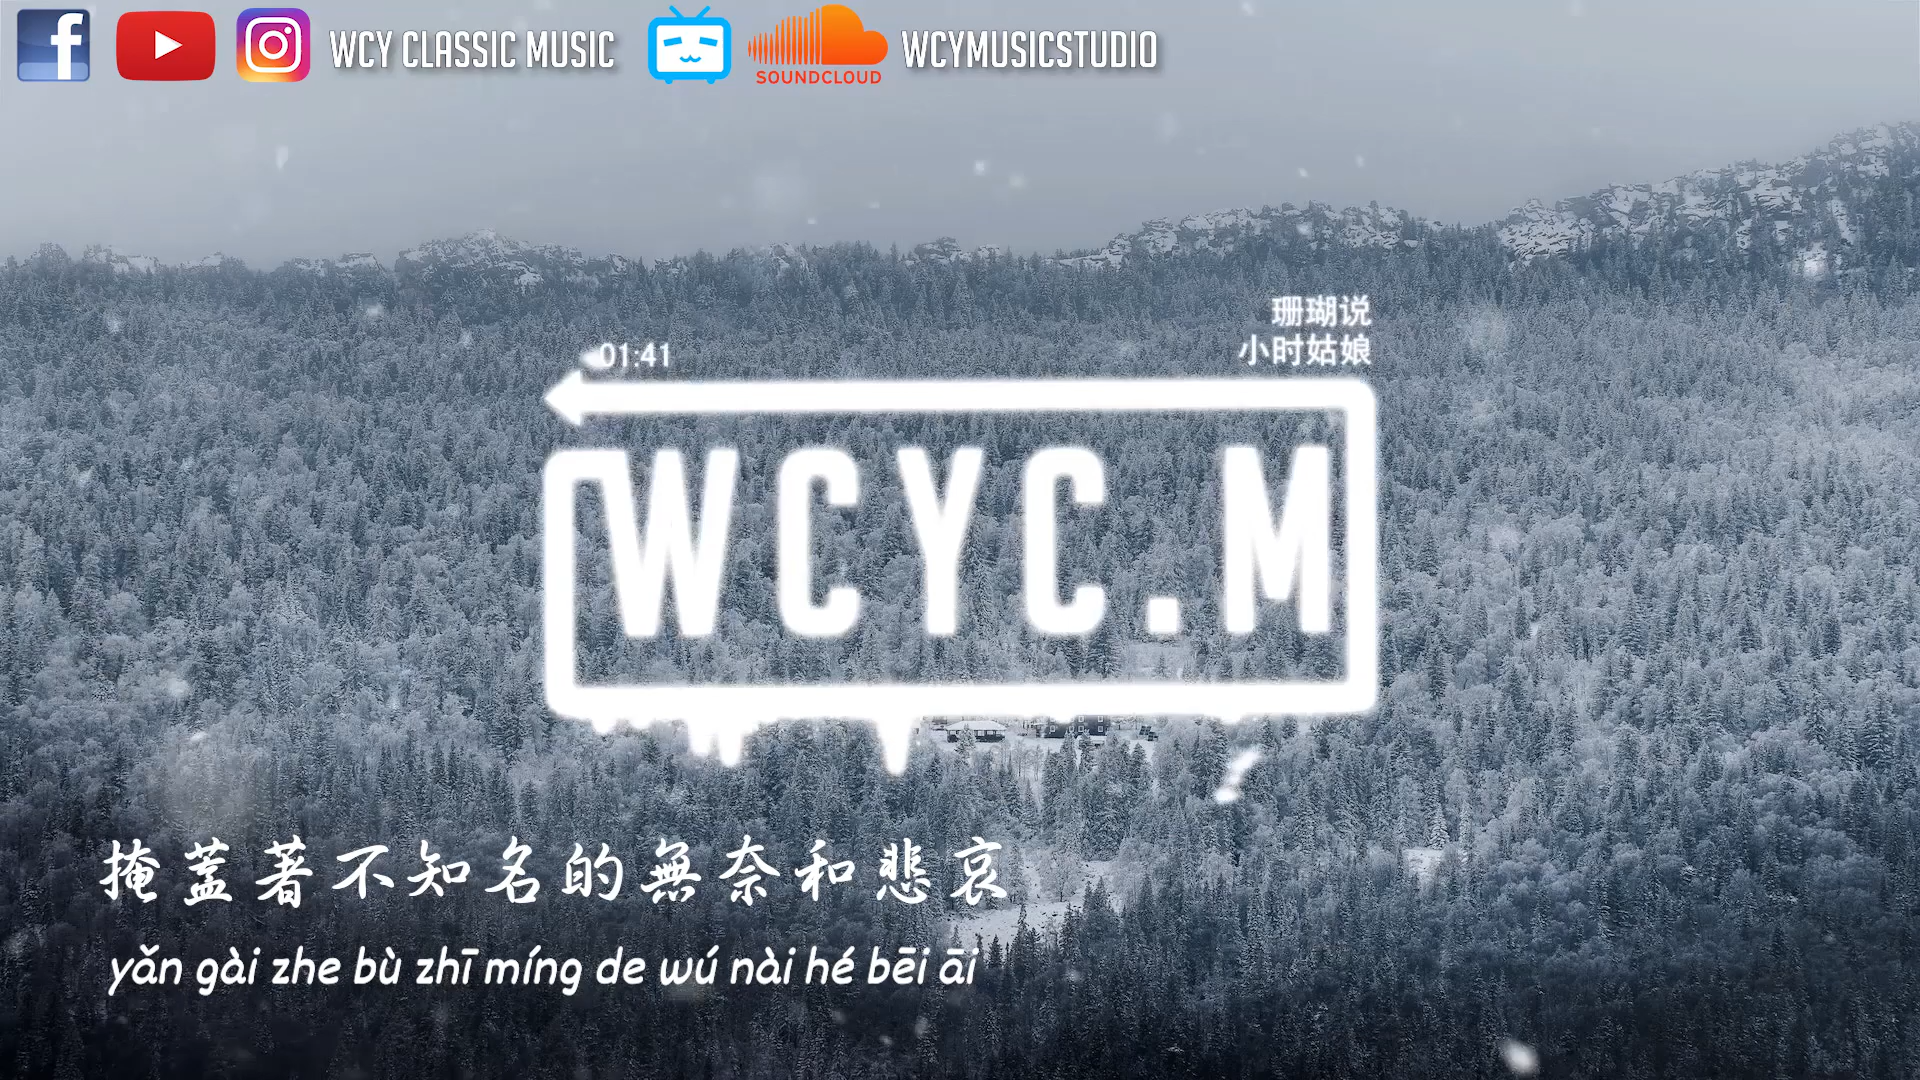 WCY CLASSIC MUSIC
SOUNDCLOUD
WCYMUSICSTUDIO
珊瑚说
小时姑娘
01:41
WCYC.M
掩蓋著不知名的無奈和悲哀
yǎn gài zhe bù zhī míng de wú nài hé bēi āi